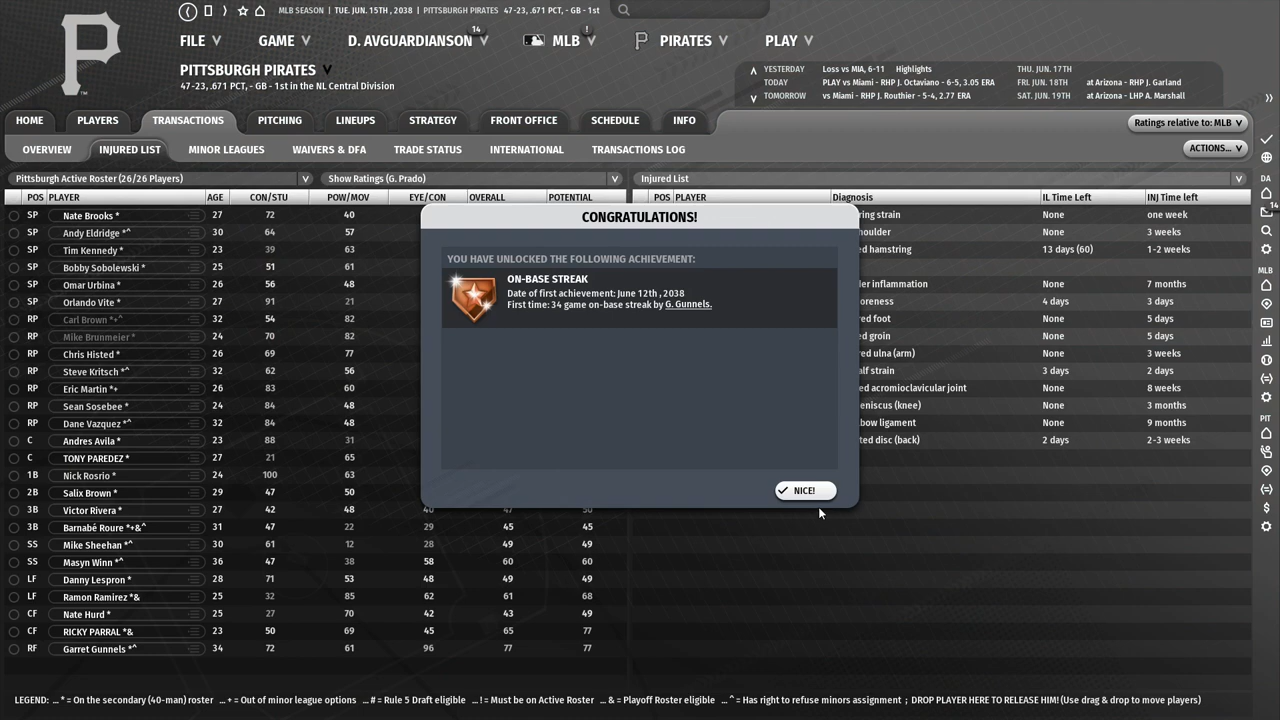 MLB SEASON | TUE. JUN. 15TH , 2038 | PITTSBURGH PIRATES 47-23, .671 PCT, - GB - 1st
FILE GAME D. AVGUARDIANSON 14 MLB ! PIRATES PLAY
PITTSBURGH PIRATES
47-23, .671 PCT, - GB - 1st in the NL Central Division
YESTERDAY Loss vs MIA, 6-11 Highlights THU. JUN. 17TH
TODAY PLAY vs Miami - RHP J. Octaviano - 6-5, 3.05 ERA FRI. JUN. 18TH at Arizona - RHP J. Garland
TOMORROW vs Miami - RHP J. Routhier - 5-4, 2.77 ERA SAT. JUN. 19TH at Arizona - LHP A. Marshall
HOME PLAYERS TRANSACTIONS PITCHING LINEUPS STRATEGY FRONT OFFICE SCHEDULE INFO Ratings relative to: MLB
OVERVIEW INJURED LIST MINOR LEAGUES WAIVERS & DFA TRADE STATUS INTERNATIONAL TRANSACTIONS LOG ACTIONS...
Pittsburgh Active Roster (26/26 Players) Show Ratings (G. Prado) Injured List
POS PLAYER AGE CON/STU POW/MOV EYE/CON OVERALL POTENTIAL POS PLAYER Diagnosis IL Time Left INJ Time left
SP Nate Brooks * 27 72 40 ring strain None one week
SP Andy Eldridge *^ 30 64 57 houlder None 3 weeks
SP Tim Kennedy * 23 39 63 ed hamstring 13 days (60) 1-2 weeks
SP Bobby Sobolewski * 25 51 61
SP Omar Urbina * 26 56 48 der inflammation None 7 months
SP Orlando Vite * 27 91 21 oreness 4 days 3 days
RP Carl Brown *+^ 32 54 82 red foot None 5 days
RP Mike Brunmeier * 24 70 82 ed groin None 5 days
RP Chris Histed * 26 69 77 red ulna (arm) None 3 weeks
RP Steve Kritsch *^ 32 62 56 alf strain 3 days 2 days
RP Eric Martin *+ 26 83 60 ed acromioclavicular joint None 8 weeks
RP Sean Sosebee * 24 84 48 eniscus (knee) None 3 months
RP Dane Vazquez *^ 32 84 48 bow ligament None 9 months
C Andres Avila * 23 88 31 ted disc (back) 2 days 2-3 weeks
C TONY PAREDEZ * 27 21 65
1B Nick Rosrio * 24 100 63
2B Salix Brown * 29 47 50
3B Victor Rivera * 27 42 48 40 47 50
3B Barnabé Roure *+&^ 31 47 22 29 45 45
SS Mike Sheehan *^ 30 61 12 28 49 49
SS Masyn Winn *^ 36 47 38 58 60 60
LF Danny Lespron * 28 71 53 48 49 49
LF Ramon Ramirez *& 25 32 85 62 61 68
CF Nate Hurd * 25 27 70 42 43 49
CF RICKY PARRAL *& 23 50 69 45 65 77
RF Garret Gunnels *^ 34 72 61 96 77 77
CONGRATULATIONS!
YOU HAVE UNLOCKED THE FOLLOWING ACHIEVEMENT:
ON-BASE STREAK
Date of first achievement: June 12th , 2038
First time: 34 game on-base streak by G. Gunnels.
NICE!
DA
14
MLB
PIT
LEGEND: ... * = On the secondary (40-man) roster ... + = Out of minor league options ... # = Rule 5 Draft eligible ... ! = Must be on Active Roster ... & = Playoff Roster eligible ... ^ = Has right to refuse minors assignment ; DROP PLAYER HERE TO RELEASE HIM! (Use drag & drop to move players)